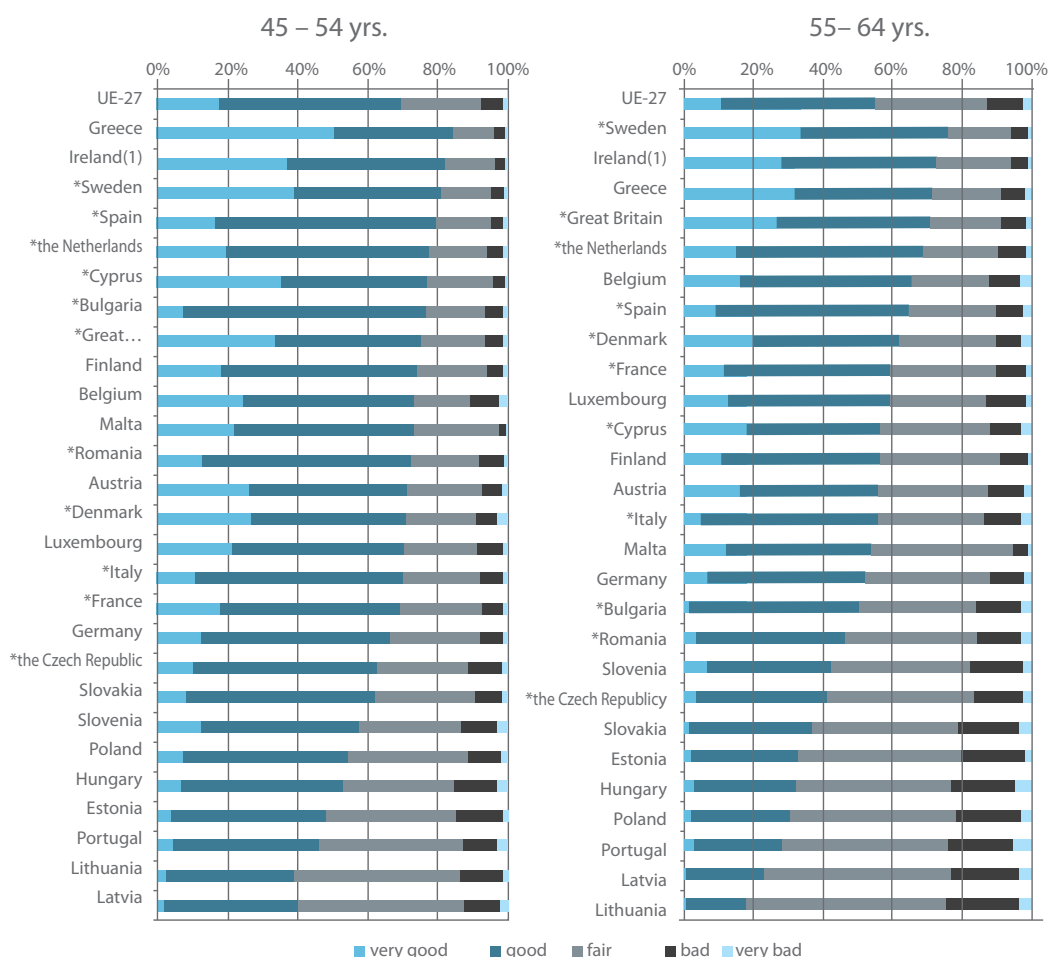 45 – 54 yrs.
0% 20% 40% 60% 80% 100%
UE-27
Greece
Ireland(1)
*Sweden
*Spain
*the Netherlands
*Cyprus
*Bulgaria
*Great…
Finland
Belgium
Malta
*Romania
Austria
*Denmark
Luxembourg
*Italy
*France
Germany
*the Czech Republic
Slovakia
Slovenia
Poland
Hungary
Estonia
Portugal
Lithuania
Latvia
55– 64 yrs.
0% 20% 40% 60% 80% 100%
UE-27
*Sweden
Ireland(1)
Greece
*Great Britain
*the Netherlands
Belgium
*Spain
*Denmark
*France
Luxembourg
*Cyprus
Finland
Austria
*Italy
Malta
Germany
*Bulgaria
*Romania
Slovenia
*the Czech Republicy
Slovakia
Estonia
Hungary
Poland
Portugal
Latvia
Lithuania
very good good fair bad very bad